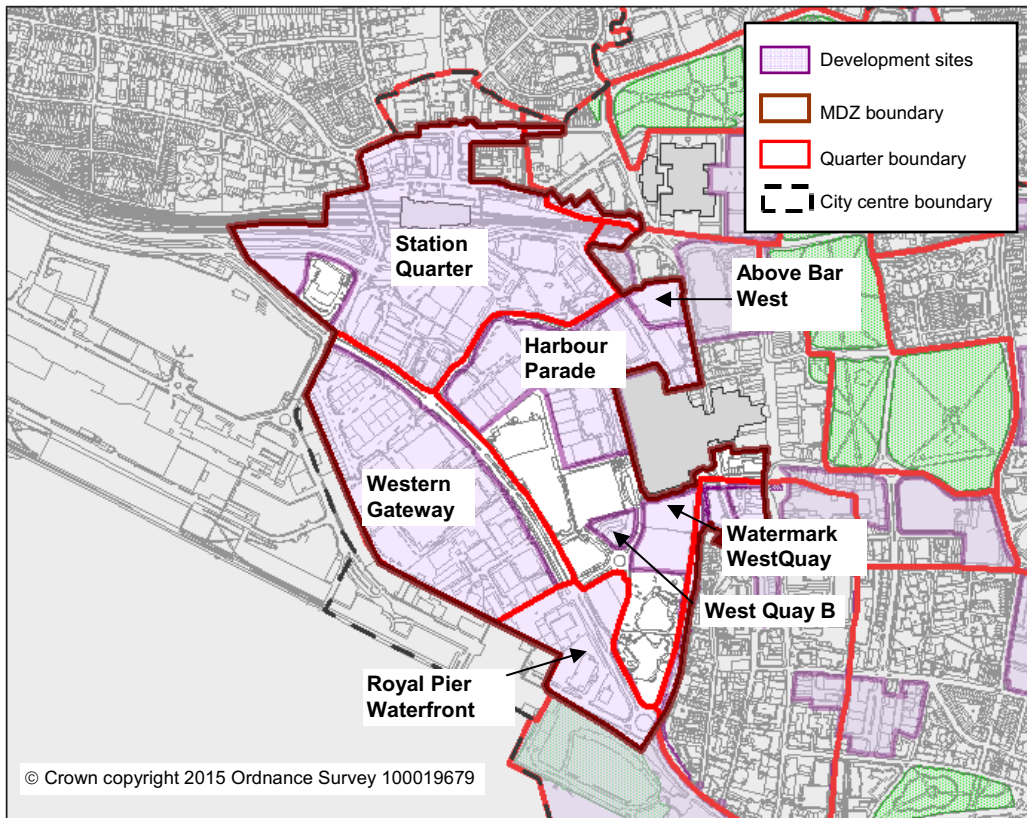 Development sites
MDZ boundary
Quarter boundary
City centre boundary
Station
Quarter
Above Bar
West
Harbour
Parade
Western
Gateway
Watermark
WestQuay
West Quay B
Royal Pier
Waterfront
© Crown copyright 2015 Ordnance Survey 100019679